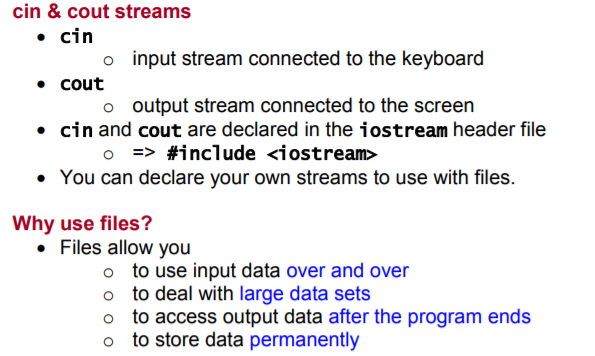 cin & cout streams
• cin
o input stream connected to the keyboard
• cout
o output stream connected to the screen
• cin and cout are declared in the iostream header file
o => #include <iostream>
• You can declare your own streams to use with files.
Why use files?
• Files allow you
o to use input data over and over
o to deal with large data sets
o to access output data after the program ends
o to store data permanently